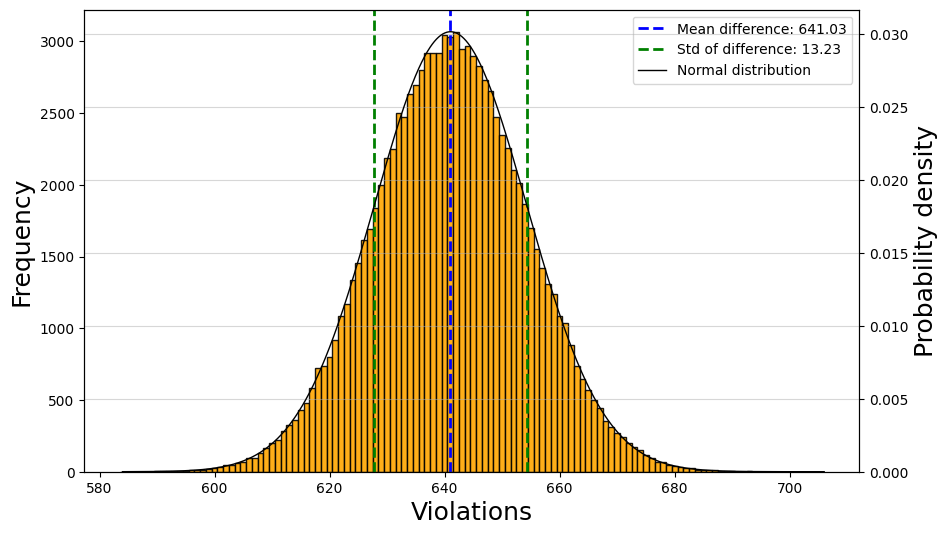 Mean difference: 641.03
Std of difference: 13.23
Normal distribution
3000
2500
2000
1500
1000
500
0
Frequency
0.030
0.025
0.020
0.015
0.010
0.005
0.000
Probability density
580 600 620 640 660 680 700
Violations